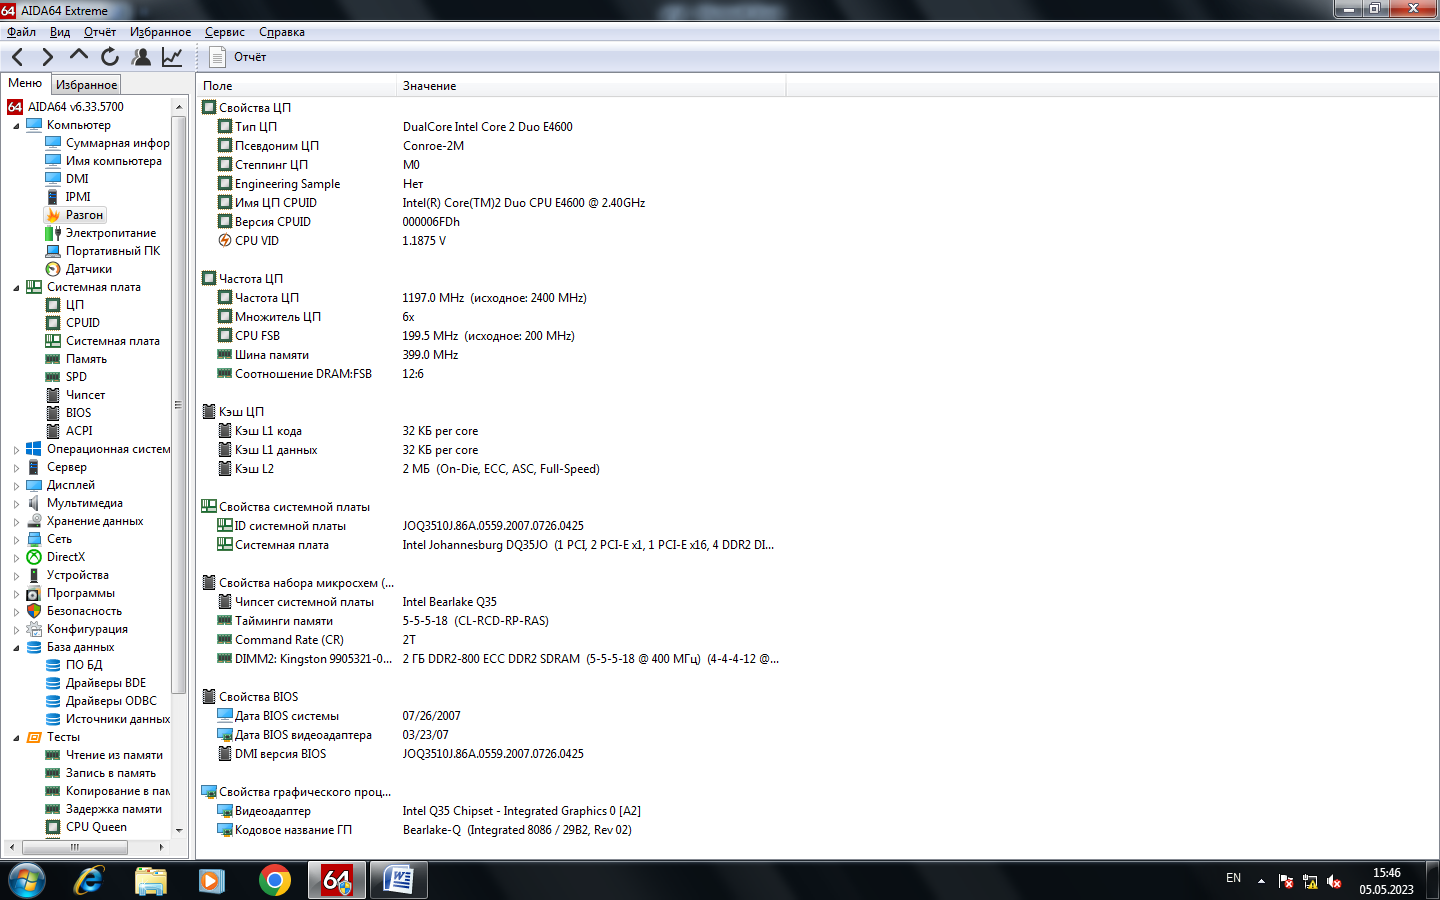 AIDA64 Extreme
Файл Вид Отчёт Избранное Сервис Справка
Отчёт
Меню Избранное
Поле Значение
64 AIDA64 v6.33.5700
Компьютер
Суммарная инфор
Имя компьютера
DMI
IPMI
Разгон
Электропитание
Портативный ПК
Датчики
Системная плата
ЦП
CPUID
Системная плата
Память
SPD
Чипсет
BIOS
ACPI
Операционная систем
Сервер
Дисплей
Мультимедиа
Хранение данных
Сеть
DirectX
Устройства
Программы
Безопасность
Конфигурация
База данных
ПО БД
Драйверы BDE
Драйверы ODBC
Источники данных
Тесты
Чтение из памяти
Запись в память
Копирование в пам
Задержка памяти
CPU Queen
Свойства ЦП
Тип ЦП DualCore Intel Core 2 Duo E4600
Псевдоним ЦП Conroe-2M
Степпинг ЦП M0
Engineering Sample Нет
Имя ЦП CPUID Intel(R) Core(TM)2 Duo CPU E4600 @ 2.40GHz
Версия CPUID 000006FDh
CPU VID 1.1875 V
Частота ЦП
Частота ЦП 1197.0 MHz (исходное: 2400 MHz)
Множитель ЦП 6x
CPU FSB 199.5 MHz (исходное: 200 MHz)
Шина памяти 399.0 MHz
Соотношение DRAM:FSB 12:6
Кэш ЦП
Кэш L1 кода 32 КБ per core
Кэш L1 данных 32 КБ per core
Кэш L2 2 МБ (On-Die, ECC, ASC, Full-Speed)
Свойства системной платы
ID системной платы JOQ3510J.86A.0559.2007.0726.0425
Системная плата Intel Johannesburg DQ35JO (1 PCI, 2 PCI-E x1, 1 PCI-E x16, 4 DDR2 DI...
Свойства набора микросхем (...
Чипсет системной платы Intel Bearlake Q35
Тайминги памяти 5-5-5-18 (CL-RCD-RP-RAS)
Command Rate (CR) 2T
DIMM2: Kingston 9905321-0... 2 ГБ DDR2-800 ECC DDR2 SDRAM (5-5-5-18 @ 400 МГц) (4-4-4-12 @...
Свойства BIOS
Дата BIOS системы 07/26/2007
Дата BIOS видеоадаптера 03/23/07
DMI версия BIOS JOQ3510J.86A.0559.2007.0726.0425
Свойства графического проц...
Видеоадаптер Intel Q35 Chipset - Integrated Graphics 0 [A2]
Кодовое название ГП Bearlake-Q (Integrated 8086 / 29B2, Rev 02)
64
EN
15:46
05.05.2023